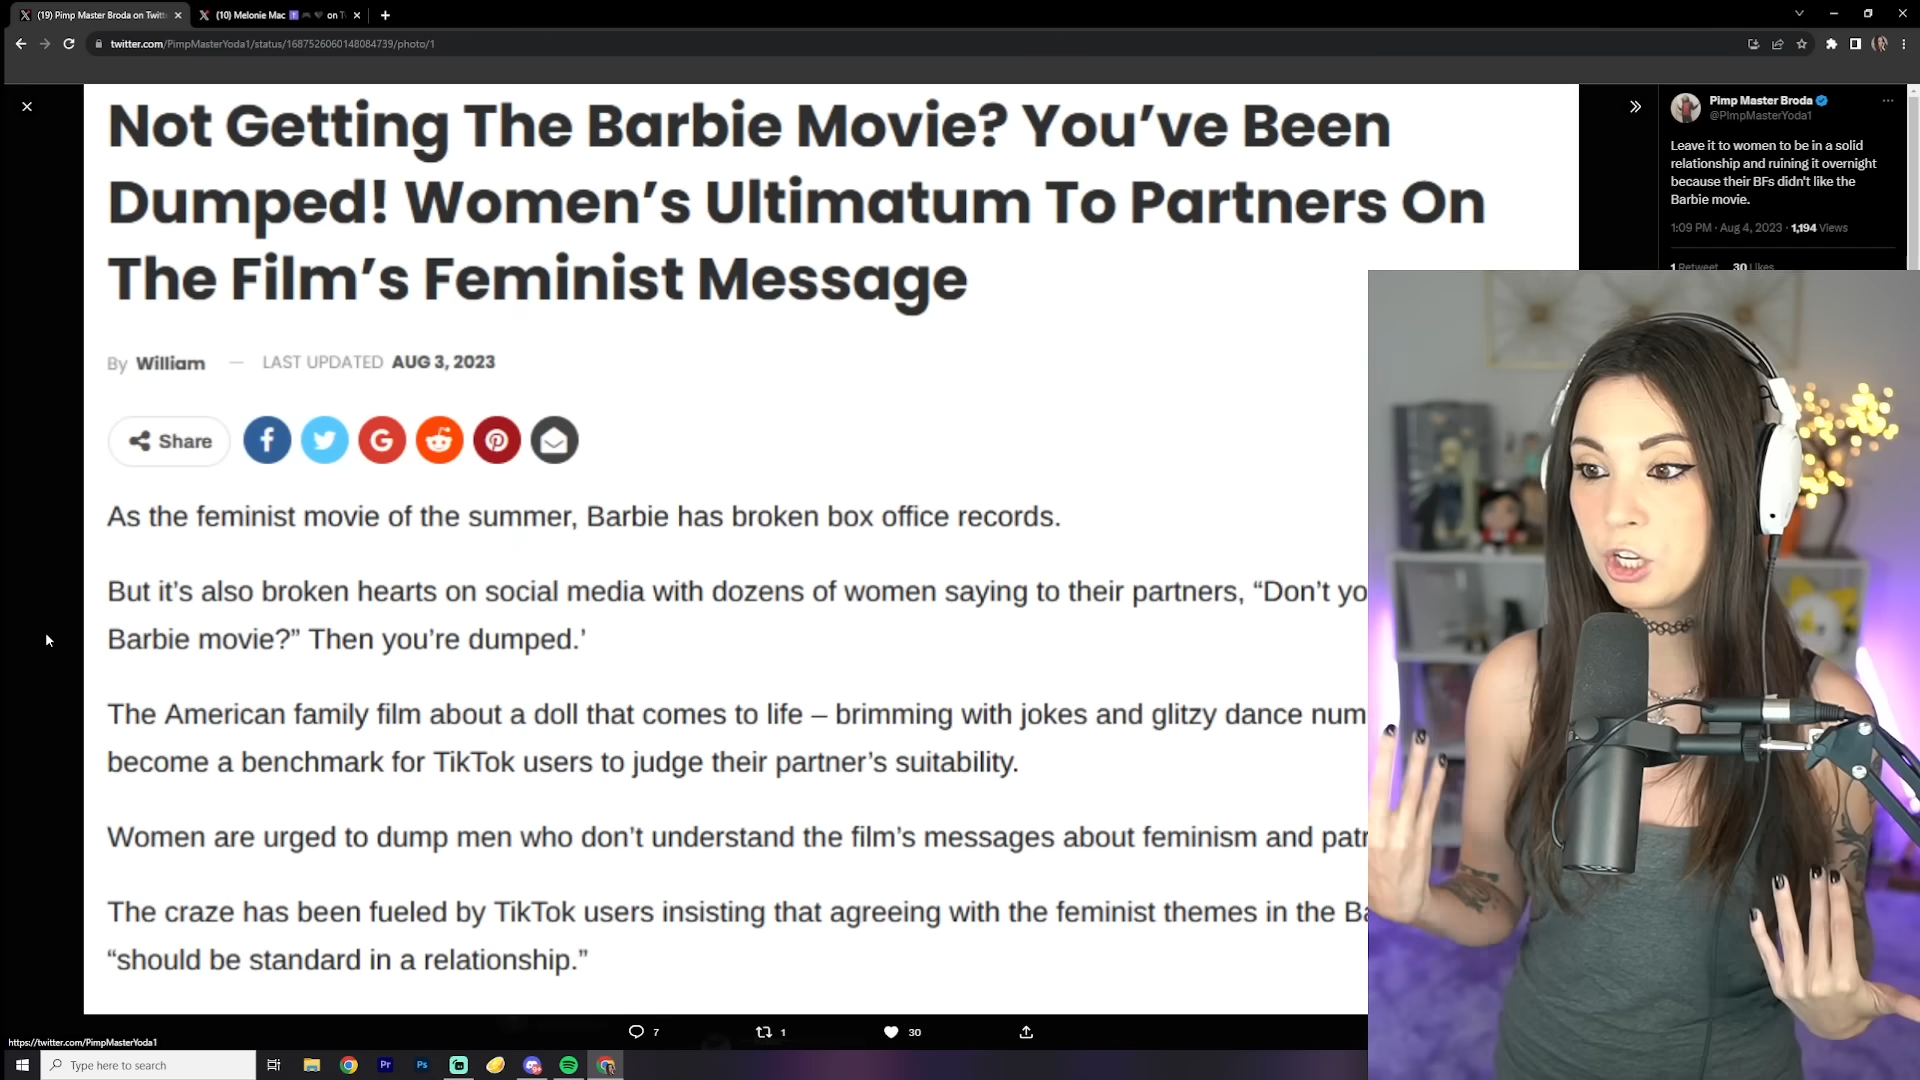 (19) Pimp Master Broda on Twitt
(10) Melonie Mac
on T
twitter.com/PimpMasterYoda1/status/1687526060148084739/photo/1
Not Getting The Barbie Movie? You’ve Been
Dumped! Women’s Ultimatum To Partners On
The Film’s Feminist Message
By William — LAST UPDATED AUG 3, 2023
Share
As the feminist movie of the summer, Barbie has broken box office records.
But it’s also broken hearts on social media with dozens of women saying to their partners, “Don’t yo
Barbie movie?” Then you’re dumped.’
The American family film about a doll that comes to life – brimming with jokes and glitzy dance num
become a benchmark for TikTok users to judge their partner’s suitability.
Women are urged to dump men who don’t understand the film’s messages about feminism and pat
The craze has been fueled by TikTok users insisting that agreeing with the feminist themes in the Ba
“should be standard in a relationship.”
Pimp Master Broda
@PimpMasterYoda1
Leave it to women to be in a solid
relationship and ruining it overnight
because their BFs didn't like the
Barbie movie.
1:09 PM · Aug 4, 2023 · 1,194 Views
1 Retweet 30 Likes
7 1 30
https://twitter.com/PimpMasterYoda1
Type here to search
Pr Ps